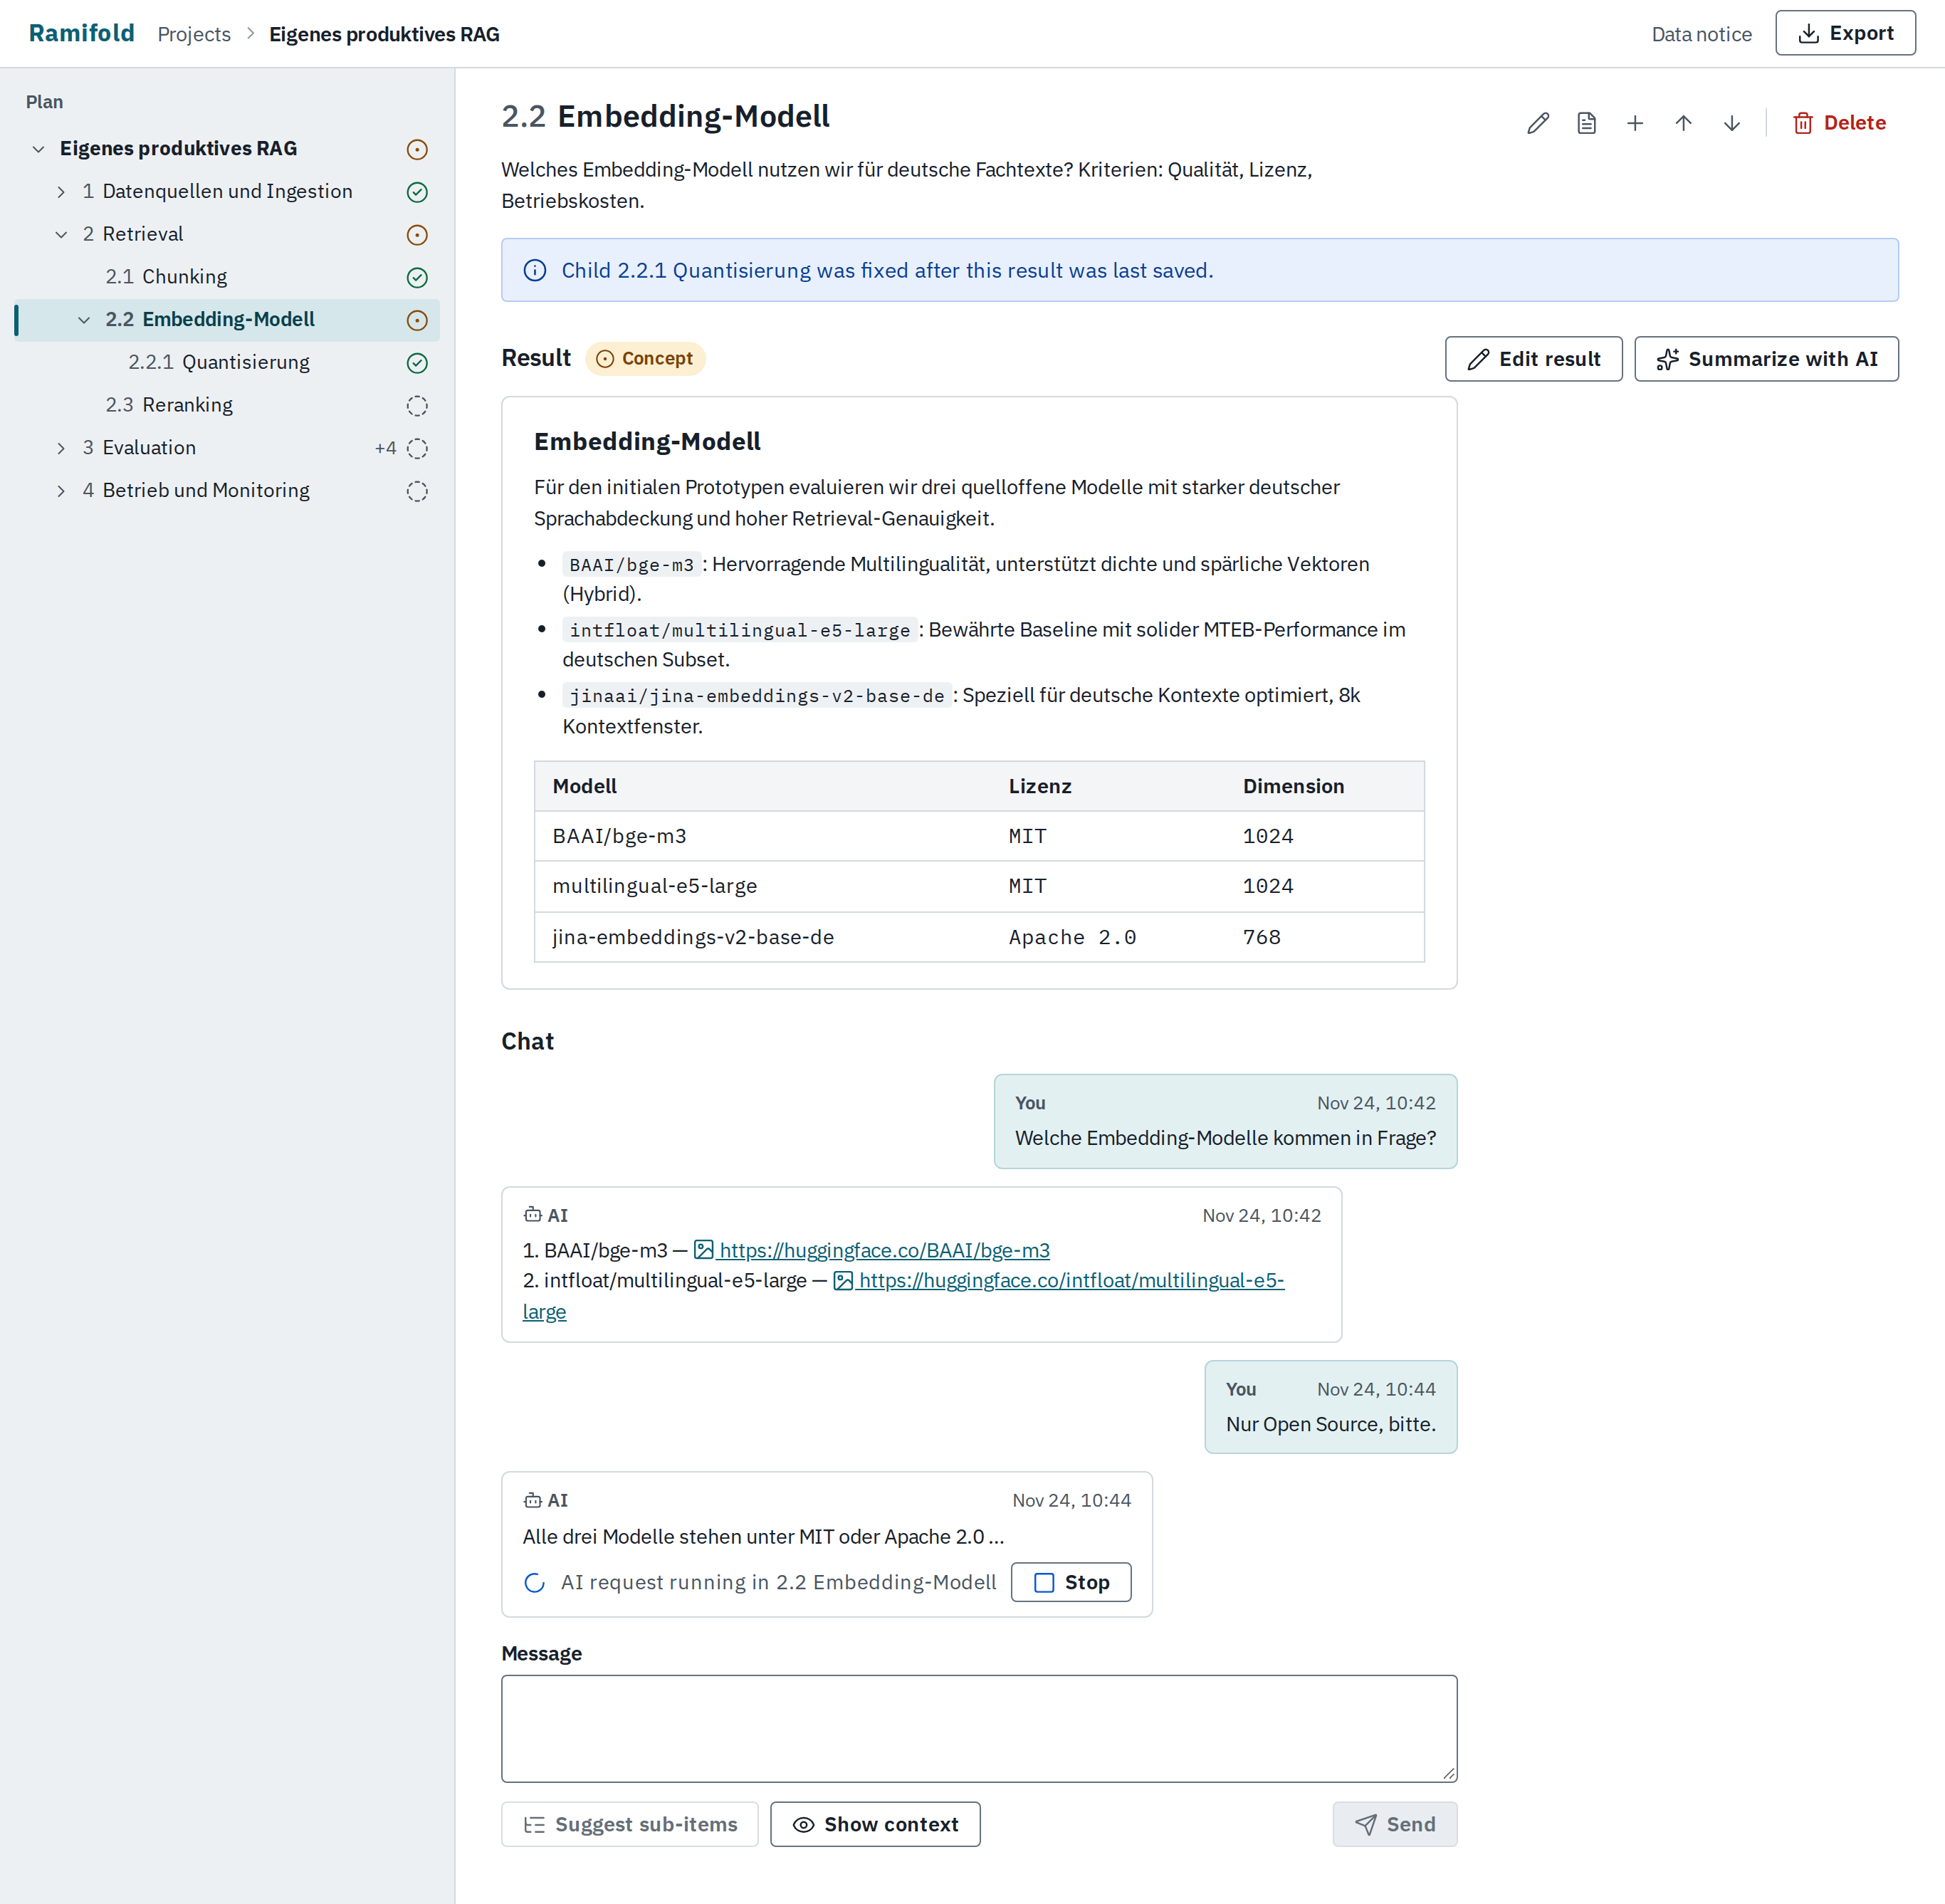 Ramifold Projects Eigenes produktives RAG Data notice Export
Plan
Eigenes produktives RAG
1 Datenquellen und Ingestion
2 Retrieval
2.1 Chunking
2.2 Embedding-Modell
2.2.1 Quantisierung
2.3 Reranking
3 Evaluation +4
4 Betrieb und Monitoring
2.2 Embedding-Modell
Delete
Welches Embedding-Modell nutzen wir für deutsche Fachtexte? Kriterien: Qualität, Lizenz,
Betriebskosten.
Child 2.2.1 Quantisierung was fixed after this result was last saved.
Result Concept Edit result Summarize with AI
Embedding-Modell
Für den initialen Prototypen evaluieren wir drei quelloffene Modelle mit starker deutscher
Sprachabdeckung und hoher Retrieval-Genauigkeit.
• BAAI/bge-m3: Hervorragende Multilingualität, unterstützt dichte und spärliche Vektoren
(Hybrid).
• intfloat/multilingual-e5-large: Bewährte Baseline mit solider MTEB-Performance im
deutschen Subset.
• jinaai/jina-embeddings-v2-base-de: Speziell für deutsche Kontexte optimiert, 8k
Kontextfenster.
Modell Lizenz Dimension
BAAI/bge-m3 MIT 1024
multilingual-e5-large MIT 1024
jina-embeddings-v2-base-de Apache 2.0 768
Chat
You Nov 24, 10:42
Welche Embedding-Modelle kommen in Frage?
AI Nov 24, 10:42
1. BAAI/bge-m3 — https://huggingface.co/BAAI/bge-m3
2. intfloat/multilingual-e5-large — https://huggingface.co/intfloat/multilingual-e5-
large
You Nov 24, 10:44
Nur Open Source, bitte.
AI Nov 24, 10:44
Alle drei Modelle stehen unter MIT oder Apache 2.0 ...
AI request running in 2.2 Embedding-Modell Stop
Message
Suggest sub-items Show context Send